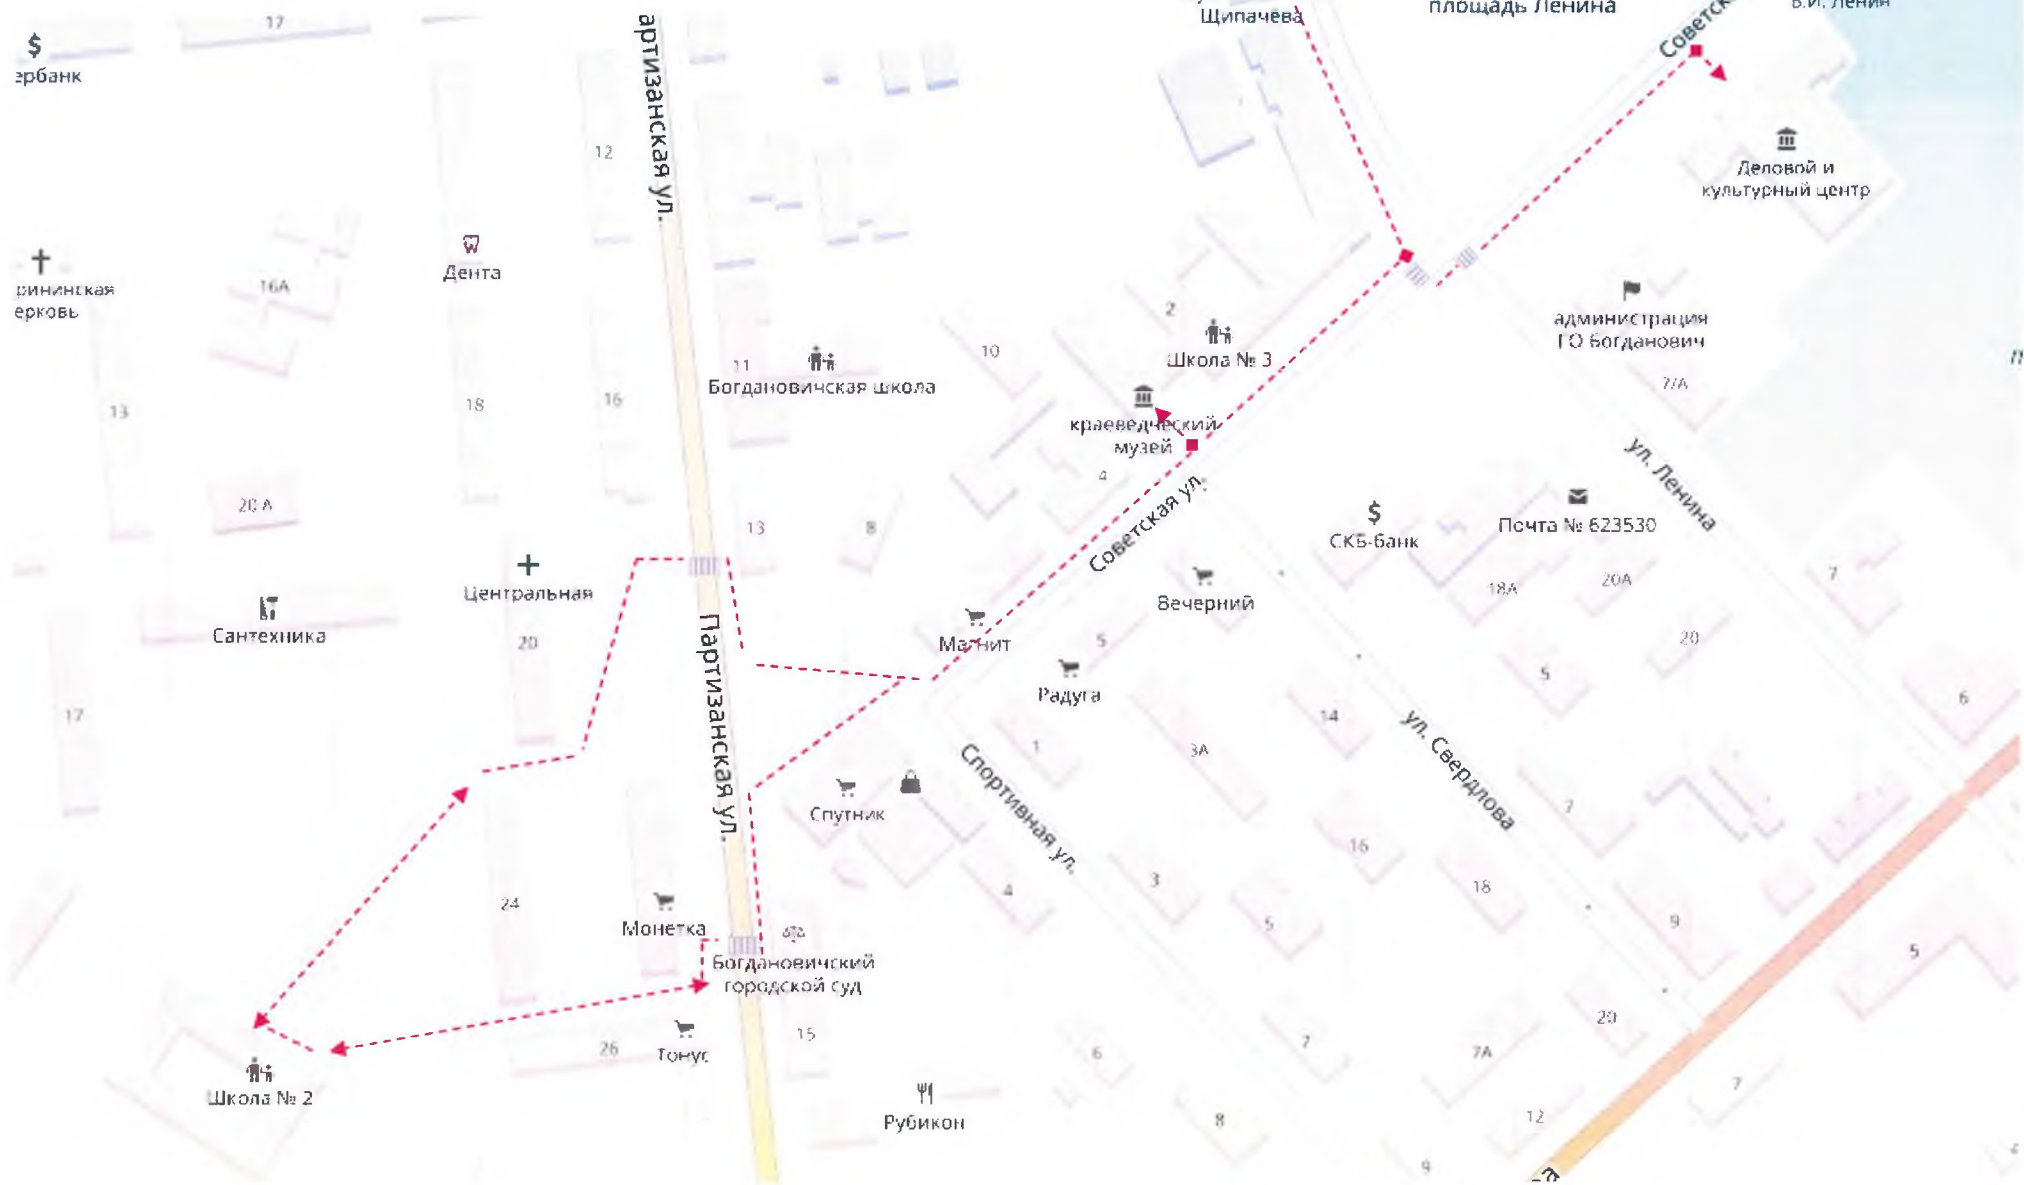 Щипачёва
площадь Ленина
В.И. Ленин
Советск
17
ербанк
артизанская ул.
12
Деловой и
культурный центр
Дента
рининская
ерковь
16А
2
администрация
ГО Богданович
Школа № 3
10
11
Богдановичская школа
7/А
13
18
16
краеведческий
музей
4
ул. Ленина
20 А
13
8
Советская ул.
СКБ-банк
Почта № 623530
Центральная
Вечерний
18А
20А
7
Сантехника
20
Магнит
5
20
Партизанская ул.
Радуга
5
6
17
14
1
3А
ул. Свердлова
Спортивная ул.
Спутник
7
16
24
4
3
18
Монетка
5
9
5
Богдановичский
городской суд
20
26
Тонус
15
6
7
7А
7
Школа № 2
Рубикон
8
12
9
4
а